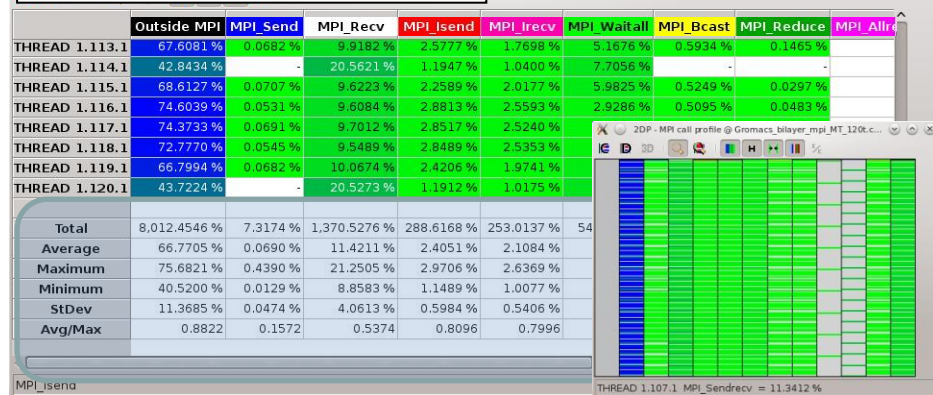 Outside MPI MPI_Send MPI_Recv MPI_Isend MPI_Irecv MPI_Waitall MPI_Bcast MPI_Reduce MPI_Allre
THREAD 1.113.1 67.6081 % 0.0682 % 9.9182 % 2.5777 % 1.7698 % 5.1676 % 0.5934 % 0.1465 %
THREAD 1.114.1 42.8434 % - 20.5621 % 1.1947 % 1.0400 % 7.7056 % - -
THREAD 1.115.1 68.6127 % 0.0707 % 9.6223 % 2.2589 % 2.0177 % 5.9825 % 0.5249 % 0.0297 %
THREAD 1.116.1 74.6039 % 0.0531 % 9.6084 % 2.8813 % 2.5593 % 2.9286 % 0.5095 % 0.0483 %
THREAD 1.117.1 74.3733 % 0.0691 % 9.7012 % 2.8517 % 2.5240 %
THREAD 1.118.1 72.7770 % 0.0545 % 9.5489 % 2.8489 % 2.5353 %
THREAD 1.119.1 66.7994 % 0.0682 % 10.0674 % 2.4206 % 1.9741 %
THREAD 1.120.1 43.7224 % - 20.5273 % 1.1912 % 1.0175 %
Total 8,012.4546 % 7.3174 % 1,370.5276 % 288.6168 % 253.0137 % 54
Average 66.7705 % 0.0690 % 11.4211 % 2.4051 % 2.1084 %
Maximum 75.6821 % 0.4390 % 21.2505 % 2.9706 % 2.6369 %
Minimum 40.5200 % 0.0129 % 8.8583 % 1.1489 % 1.0077 %
StDev 11.3685 % 0.0474 % 4.0613 % 0.5984 % 0.5406 %
Avg/Max 0.8822 0.1572 0.5374 0.8096 0.7996
MPI_Isend
2DP - MPI call profile @ Gromacs_bilayer_mpi_MT_120t.c...
3D H ½
THREAD 1.107.1 MPI_Sendrecv = 11.3412 %